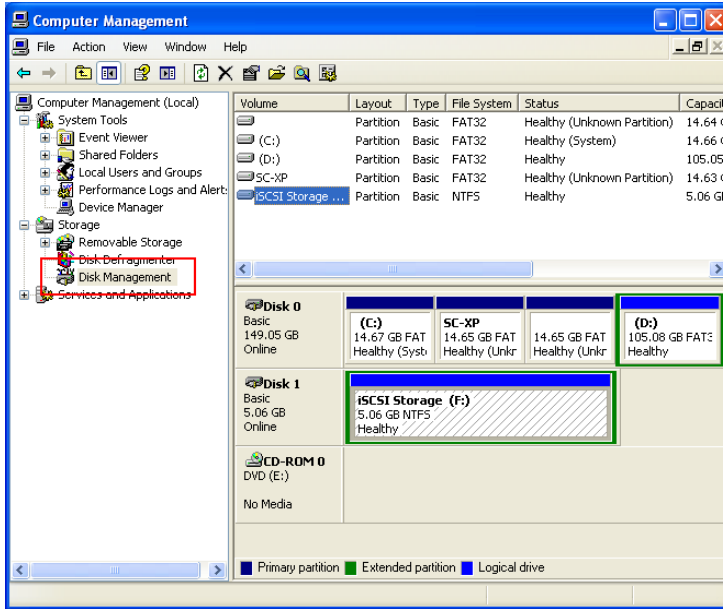 Computer Management
File Action View Window Help
Computer Management (Local)
System Tools
Event Viewer
Shared Folders
Local Users and Groups
Performance Logs and Alert:
Device Manager
Storage
Removable Storage
Disk Defragmenter
Disk Management
Services and Applications
Volume Layout Type File System Status Capacit
Partition Basic FAT32 Healthy (Unknown Partition) 14.64
(C:) Partition Basic FAT32 Healthy (System) 14.66
(D:) Partition Basic FAT32 Healthy 105.05
SC-XP Partition Basic FAT32 Healthy (Unknown Partition) 14.63
iSCSI Storage ... Partition Basic NTFS Healthy 5.06 G
Disk 0
Basic
149.05 GB
Online
(C:)
14.67 GB FAT
Healthy (Syst
SC-XP
14.65 GB FAT
Healthy (Unkr
14.65 GB FAT
Healthy (Unkr
(D:)
105.08 GB FAT3
Healthy
Disk 1
Basic
5.06 GB
Online
iSCSI Storage (F:)
5.06 GB NTFS
Healthy
CD-ROM 0
DVD (E:)
No Media
Primary partition Extended partition Logical drive